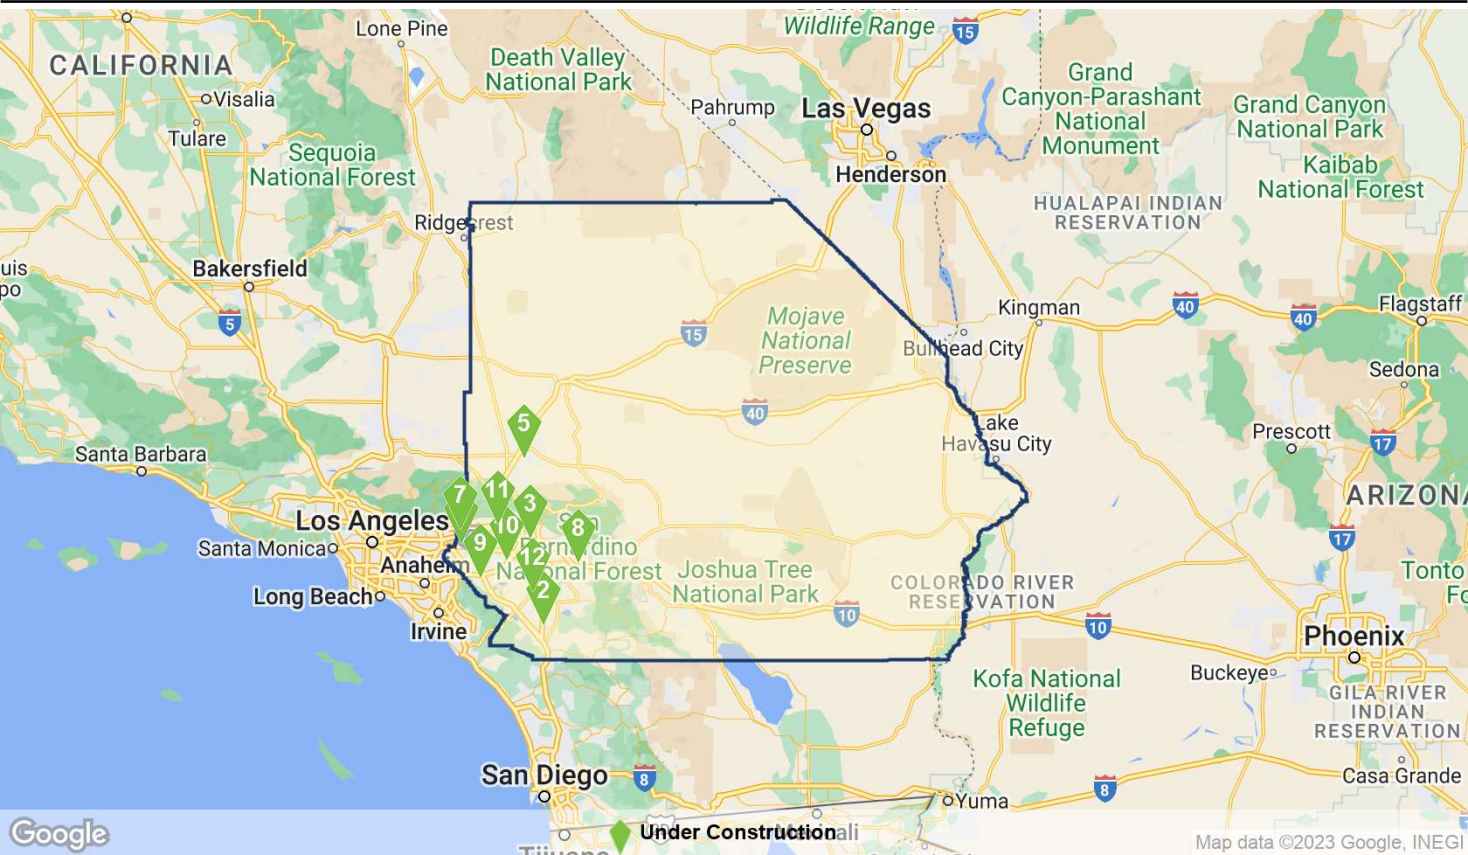 Wildlife Range
15
Lone Pine
CALIFORNIA
Death Valley
National Park
Visalia
Pahrump
Las Vegas
Grand
Canyon-Parashant
National
Monument
Grand Canyon
National Park
Tulare
Sequoia
National Forest
Henderson
Kaibab
National Forest
HUALAPAI INDIAN
RESERVATION
Ridgecrest
uis
po
Bakersfield
5
15
Mojave
National
Preserve
Kingman
40
40
Flagstaff
Bullhead City
Sedona
40
5
Lake
Havasu City
Prescott
17
Santa Barbara
7
11
3
ARIZONA
Los Angeles
10
San
8
17
Santa Monica
9
Bernardino
National Forest
Anaheim
12
Joshua Tree
National Park
COLORADO RIVER
RESERVATION
Tonto
Long Beach
2
10
10
Irvine
Phoenix
Buckeye
Kofa National
Wildlife
Refuge
GILA RIVER
INDIAN
RESERVATION
San Diego
8
8
Casa Grande
Yuma
Google
Under Construction
Map data ©2023 Google, INEGI